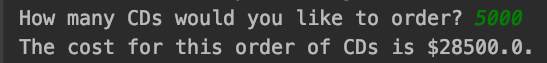 How many CDs would you like to order? 5000
The cost for this order of CDs is $28500.0.